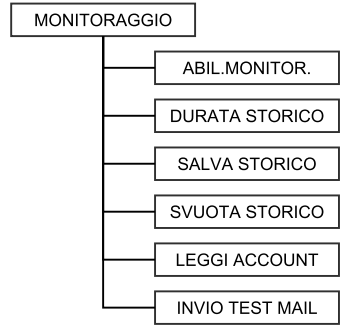 MONITORAGGIO
ABIL.MONITOR.
DURATA STORICO
SALVA STORICO
SVUOTA STORICO
LEGGI ACCOUNT
INVIO TEST MAIL